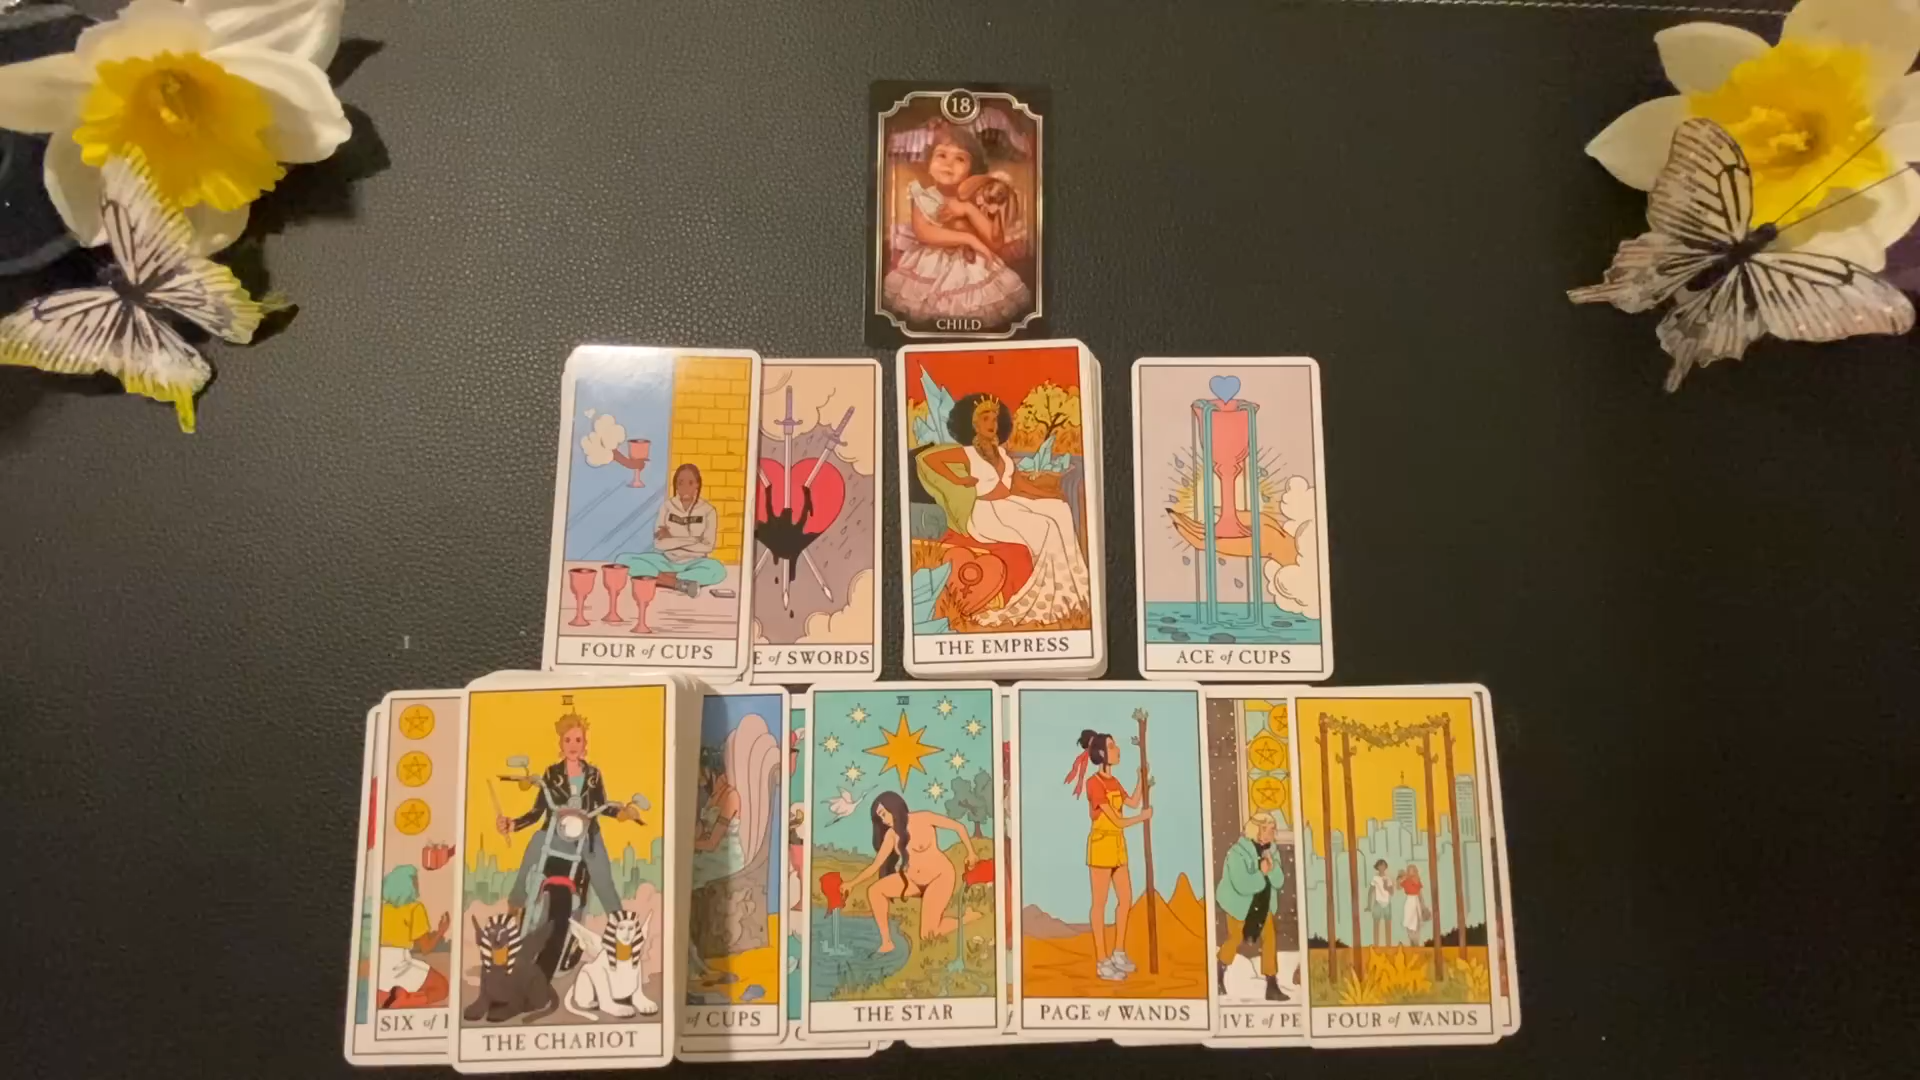 18
CHILD
FOUR of CUPS
E of SWORDS
THE EMPRESS
ACE of CUPS
SIX of
THE CHARIOT
of CUPS
THE STAR
PAGE of WANDS
IVE of PE
FOUR of WANDS